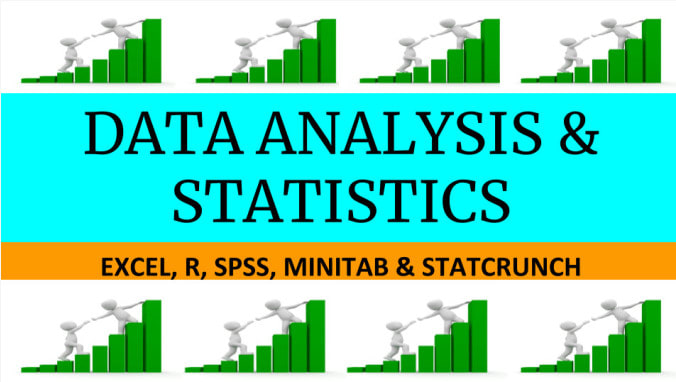 DATA ANALYSIS &
STATISTICS
EXCEL, R, SPSS, MINITAB & STATCRUNCH